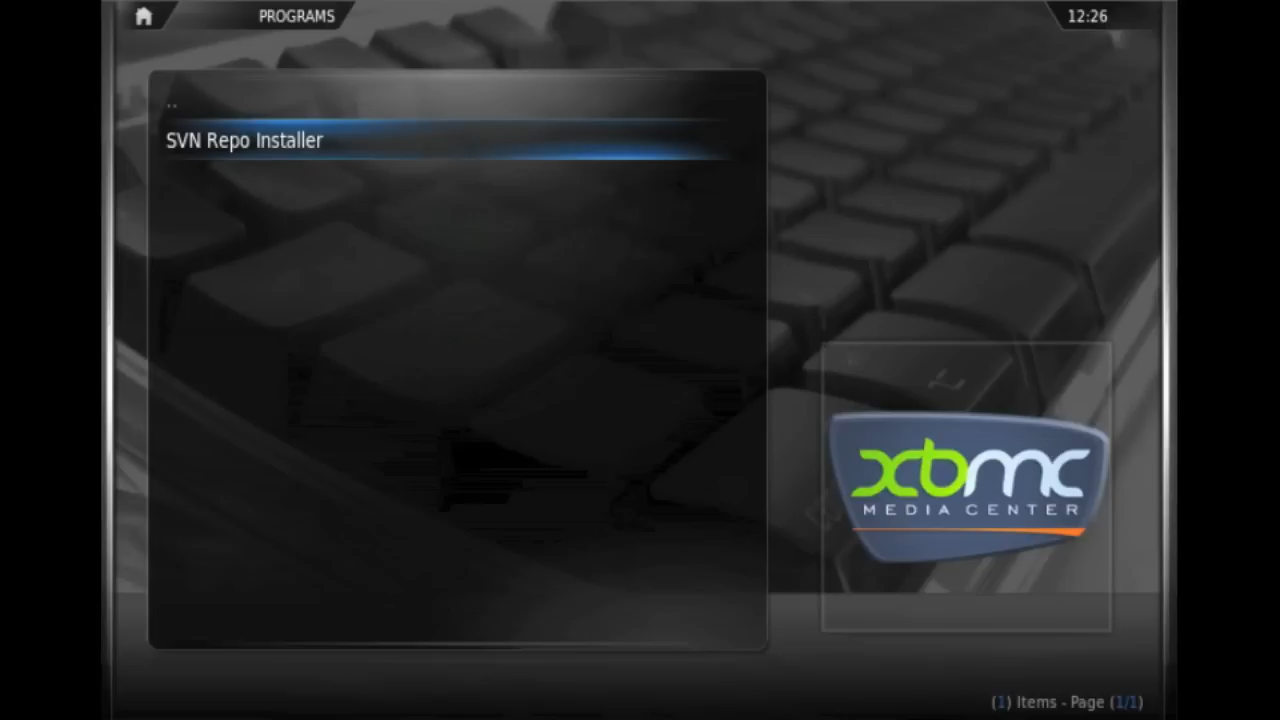 PROGRAMS
12:26
..
SVN Repo Installer
xbmc
MEDIA CENTER
(1) Items - Page (1/1)